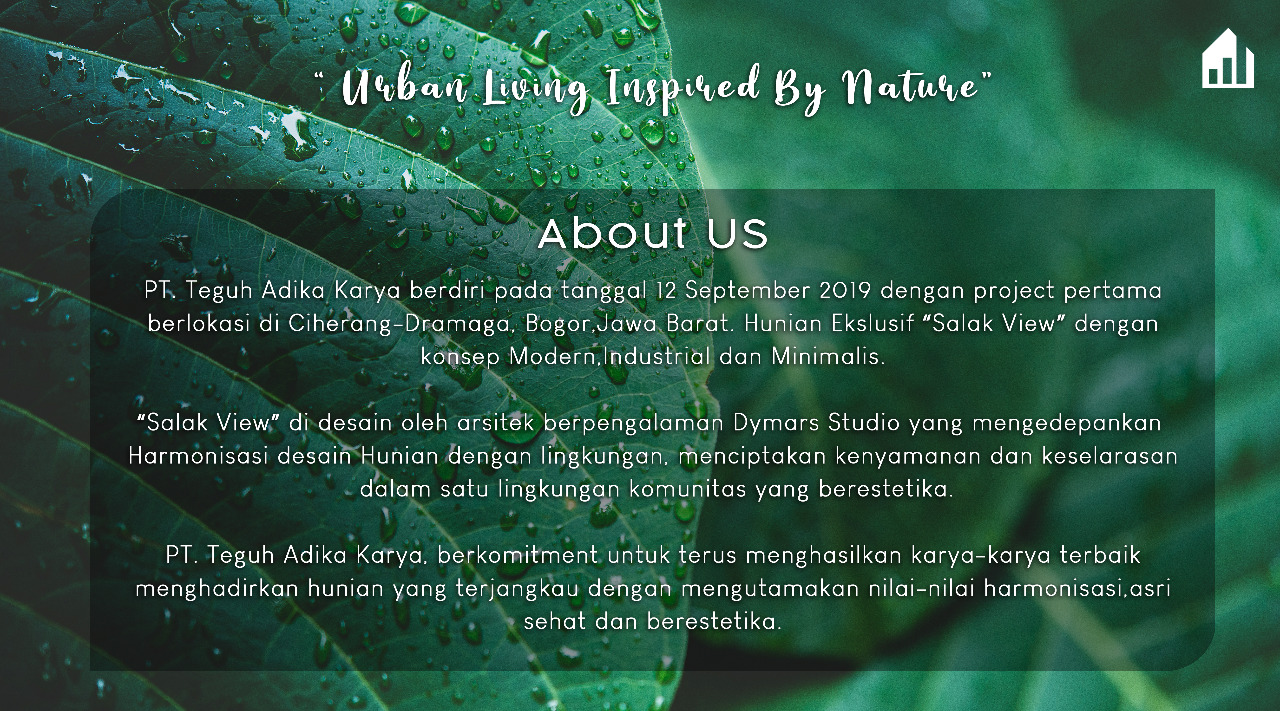 “ Urban Living Inspired By Nature”
About US
PT. Teguh Adika Karya berdiri pada tanggal 12 September 2019 dengan project pertama
berlokasi di Ciherang-Dramaga, Bogor,Jawa Barat. Hunian Ekslusif “Salak View” dengan
konsep Modern,Industrial dan Minimalis.
“Salak View” di desain oleh arsitek berpengalaman Dymars Studio yang mengedepankan
Harmonisasi desain Hunian dengan lingkungan, menciptakan kenyamanan dan keselarasan
dalam satu lingkungan komunitas yang berestetika.
PT. Teguh Adika Karya, berkomitment untuk terus menghasilkan karya-karya terbaik
menghadirkan hunian yang terjangkau dengan mengutamakan nilai-nilai harmonisasi,asri
sehat dan berestetika.